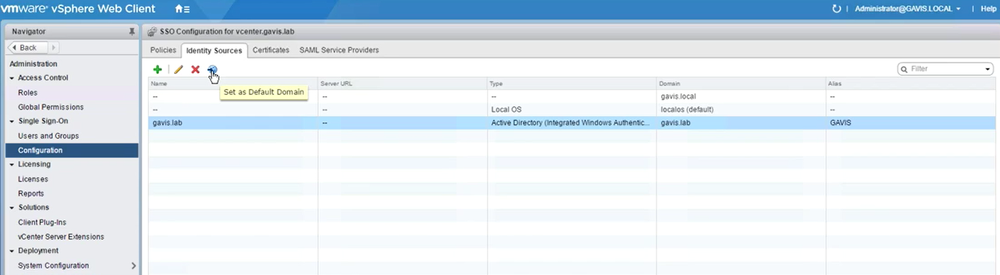 vmware® vSphere Web Client
Administrator@GAVIS.LOCAL
Help
Navigator
Back
Administration
Access Control
Roles
Global Permissions
Single Sign-On
Users and Groups
Configuration
Licensing
Licenses
Reports
Solutions
Client Plug-Ins
vCenter Server Extensions
Deployment
System Configuration
SSO Configuration for vcenter.gavis.lab
Policies Identity Sources Certificates SAML Service Providers
Filter
Set as Default Domain
Name Server URL Type Domain Alias
-- -- -- gavis.local --
-- -- Local OS localos (default) --
gavis.lab -- Active Directory (Integrated Windows Authentic... gavis.lab GAVIS